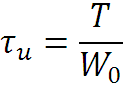 τ_u = T / W_0